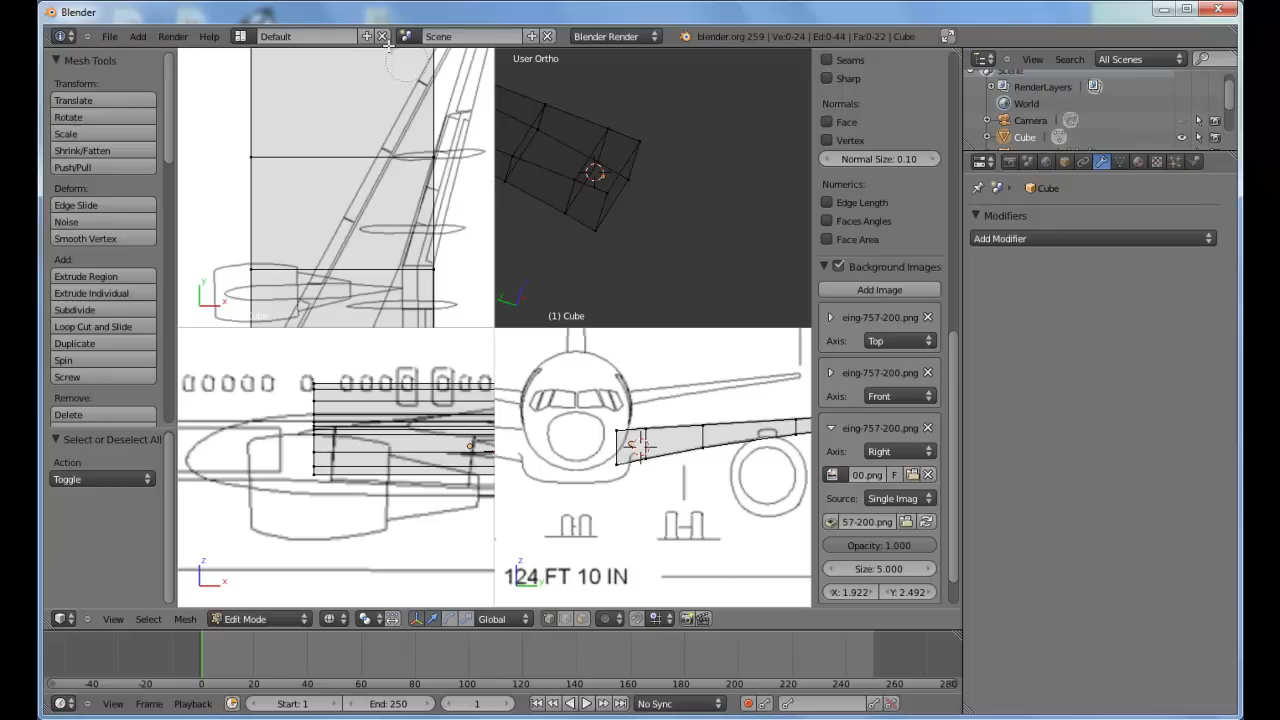 Blender
File Add Render Help Default Scene Blender Render blender.org 259 | Ve:0-24 | Ed:0-44 | Fa:0-22 | Cube
Mesh Tools
Transform:
Translate
Rotate
Scale
Shrink/Fatten
Push/Pull
Deform:
Edge Slide
Noise
Smooth Vertex
Add:
Extrude Region
Extrude Individual
Subdivide
Loop Cut and Slide
Duplicate
Spin
Screw
Remove:
Delete
Select or Deselect All
Action
Toggle
y
x
User Ortho
(1) Cube
z
x
z
y
124 FT 10 IN
Seams
Sharp
Normals:
Face
Vertex
Normal Size: 0.10
Numerics:
Edge Length
Faces Angles
Face Area
Background Images
Add Image
eing-757-200.png
Axis: Top
eing-757-200.png
Axis: Front
eing-757-200.png
Axis: Right
00.png F
Source: Single Imag
57-200.png
Opacity: 1.000
Size: 5.000
X: 1.922 Y: 2.492
View Search All Scenes
Scene
RenderLayers
World
Camera
Cube
Cube
Modifiers
Add Modifier
View Select Mesh Edit Mode Global
-40 -20 0 20 40 60 80 100 120 140 160 180 200 220 240 260 280
View Frame Playback Start: 1 End: 250 1 No Sync